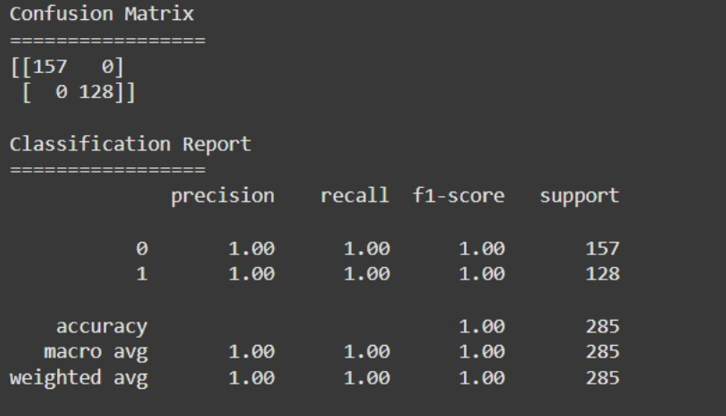 Confusion Matrix
=================
[[157   0]
 [  0 128]]
Classification Report
=================
              precision    recall  f1-score   support
           0       1.00      1.00      1.00       157
           1       1.00      1.00      1.00       128
    accuracy                           1.00       285
   macro avg       1.00      1.00      1.00       285
weighted avg       1.00      1.00      1.00       285